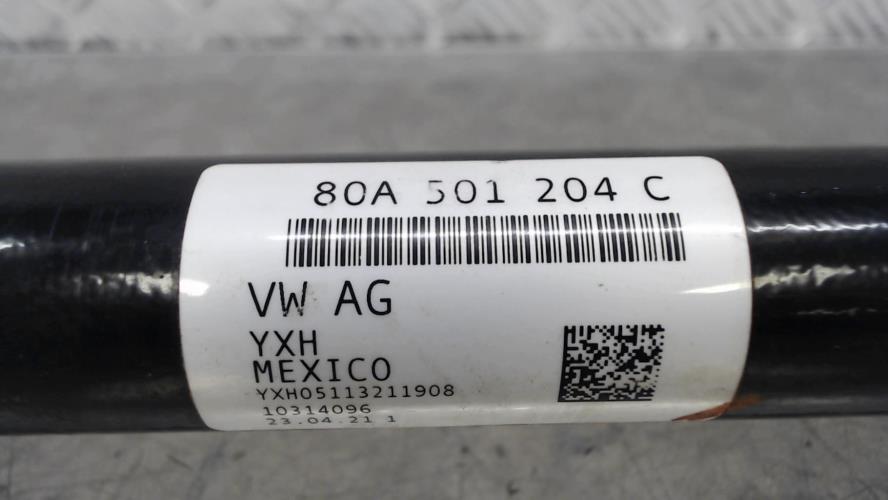 80A 501 204 C
VW AG
YXH
MEXICO
YXH05113211908
10314096
23.04.21 1